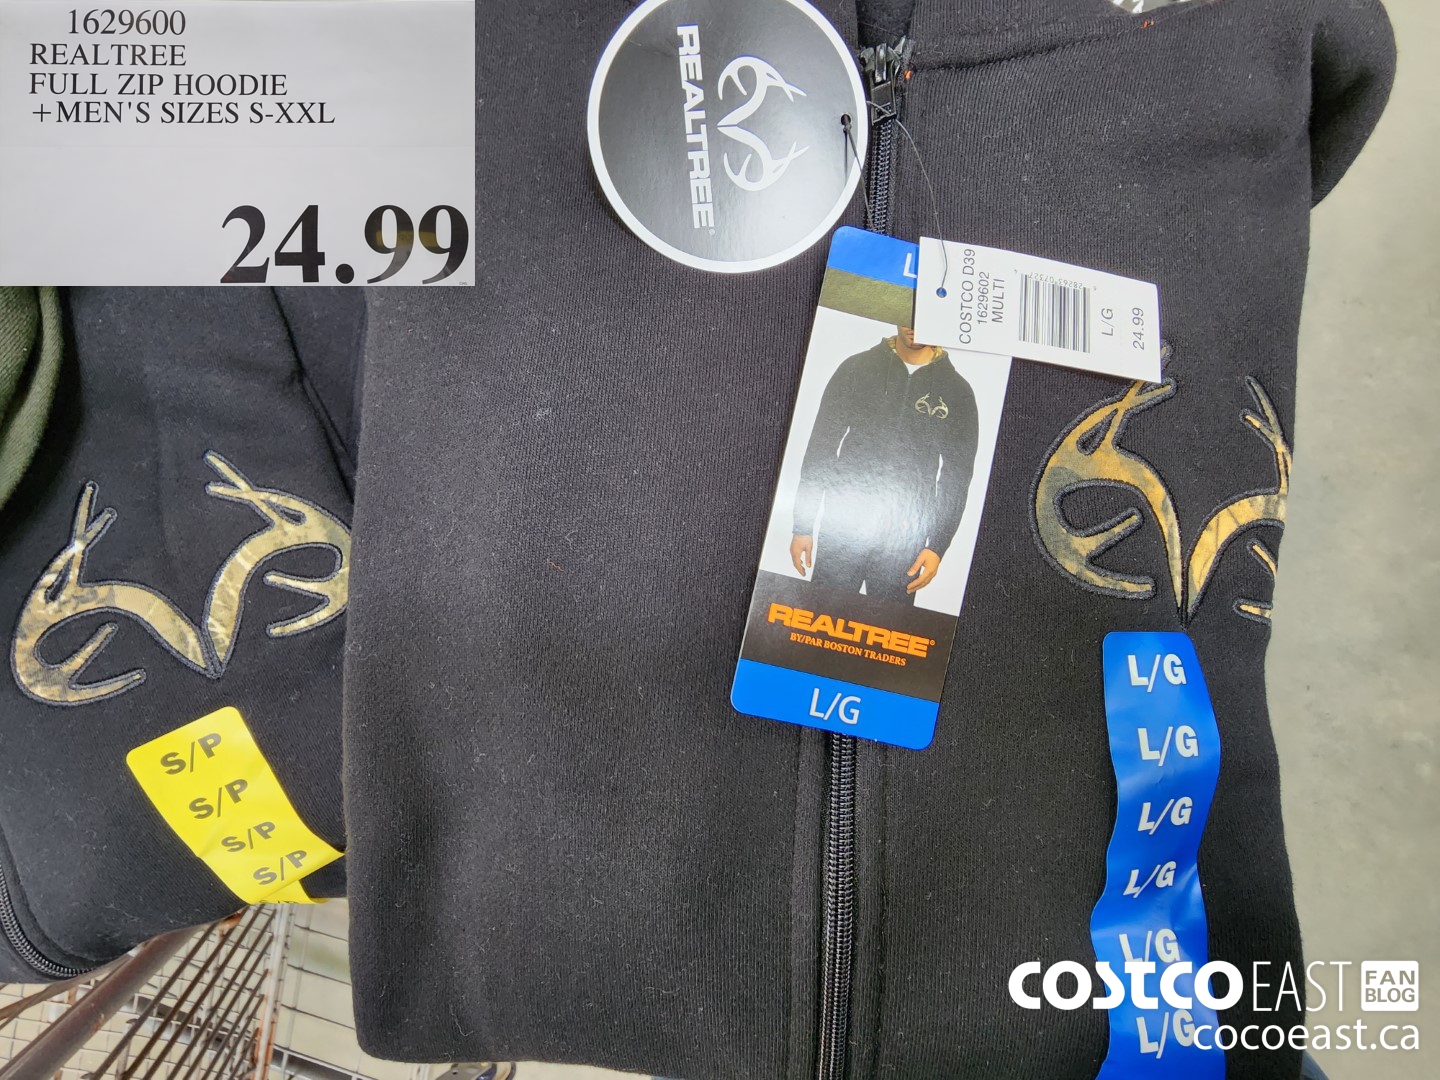 1629600
REALTREE
FULL ZIP HOODIE
+MEN'S SIZES S-XXL
24.99
REALTREE
L
COSTCO D39
1629602
MULTI
L/G
24.99
REALTREE®
BY/PAR BOSTON TRADERS
L/G
L/G
L/G
L/G
L/G
L/G
L/G
S/P
S/P
S/P
S/P
COSTCO EAST FAN BLOG
cocoeast.ca